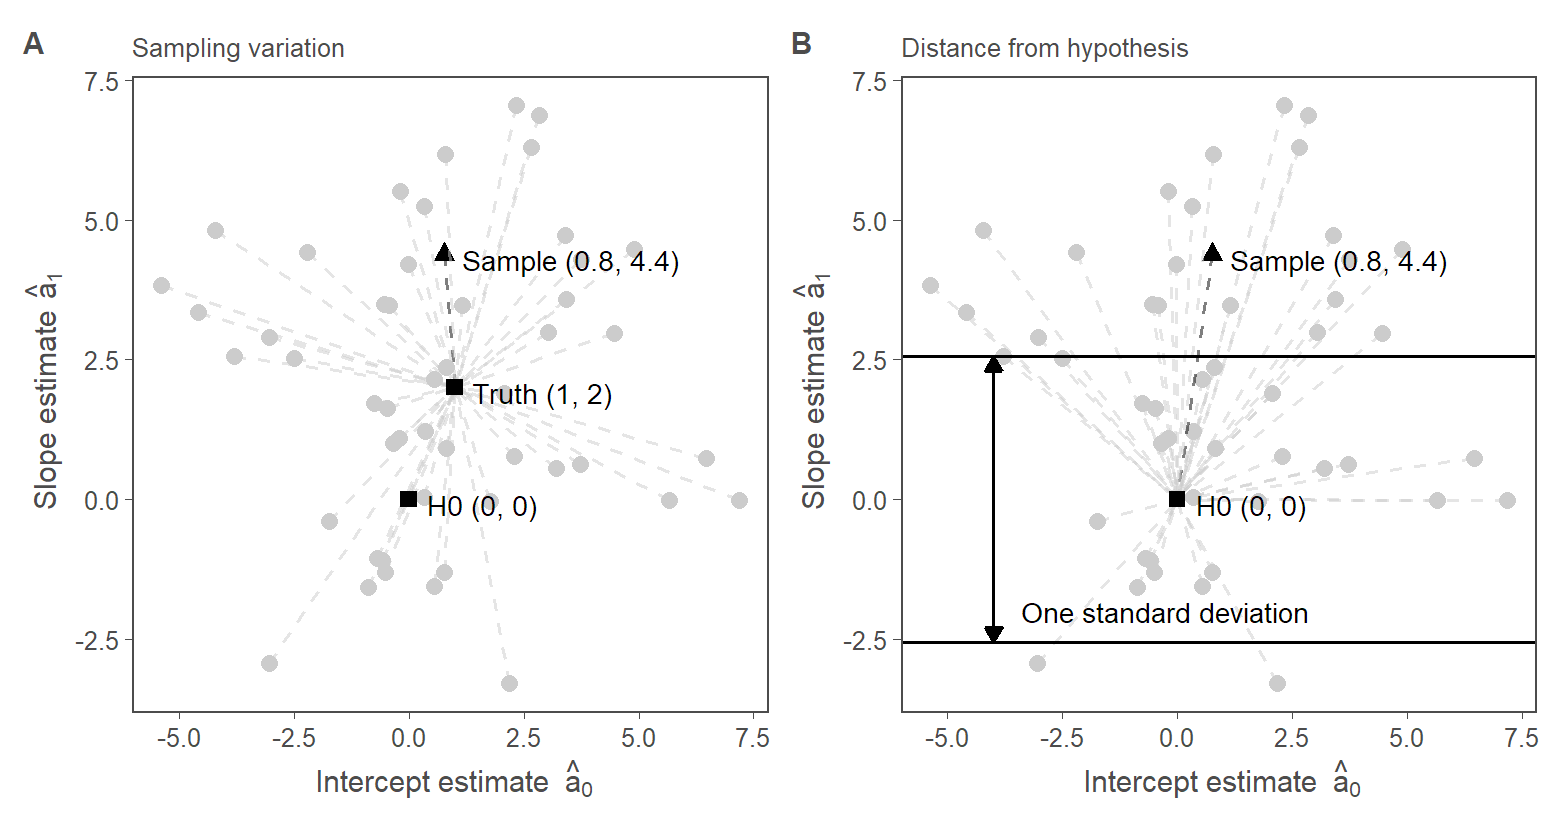 A
Sampling variation
7.5
5.0
2.5
0.0
-2.5
Slope estimate â₁
Sample (0.8, 4.4)
Truth (1, 2)
H0 (0, 0)
-5.0 -2.5 0.0 2.5 5.0 7.5
Intercept estimate â₀
B
Distance from hypothesis
7.5
5.0
2.5
0.0
-2.5
Slope estimate â₁
Sample (0.8, 4.4)
H0 (0, 0)
One standard deviation
-5.0 -2.5 0.0 2.5 5.0 7.5
Intercept estimate â₀